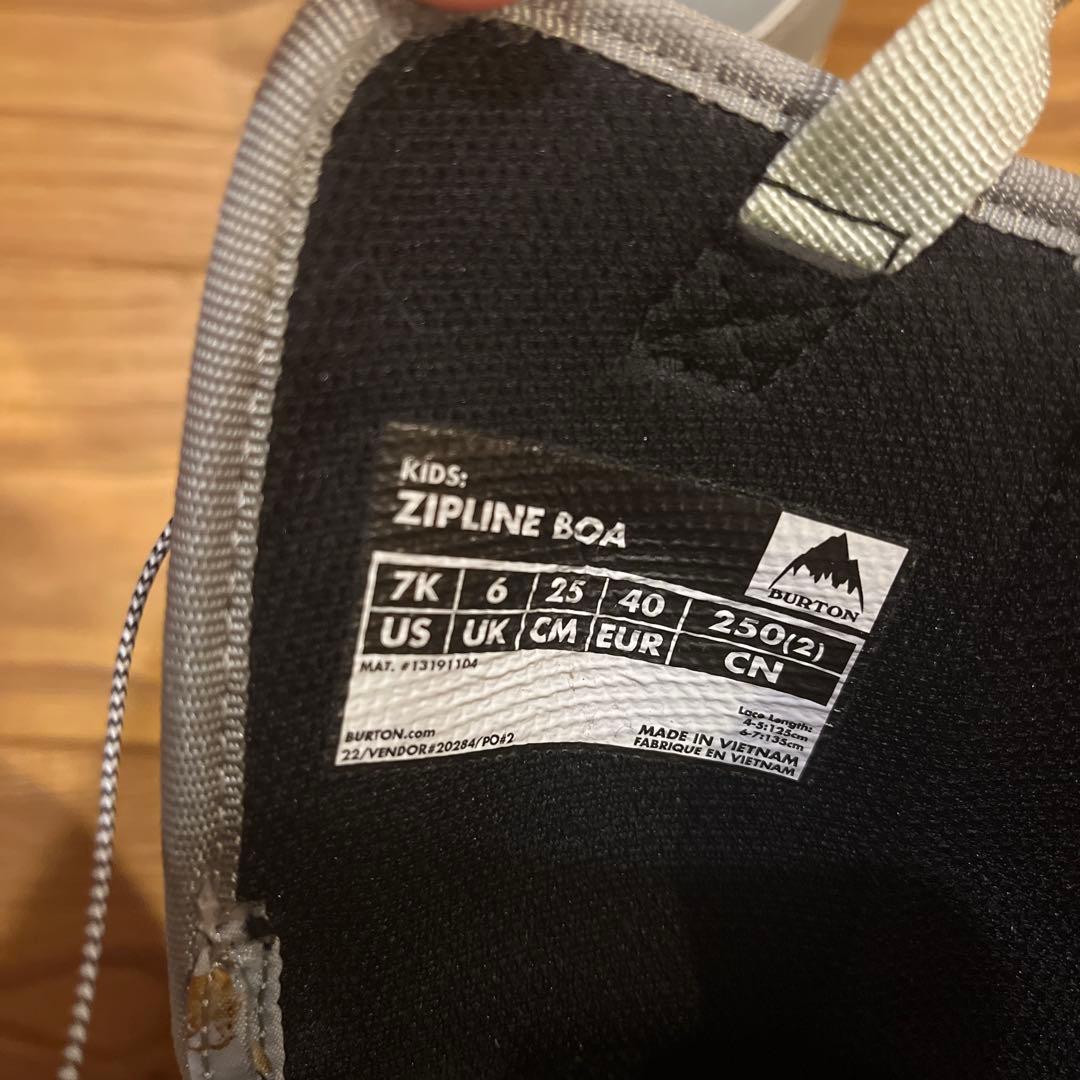 KIDS:
ZIPLINE BOA
BURTON
7K 6 25 40 250(2)
US UK CM EUR CN
MAT. #13191104
Lace Length:
4-5:125cm
6-7:135cm
BURTON.com
22/VENDOR#20284/PO#2
MADE IN VIETNAM
FABRIQUE EN VIETNAM